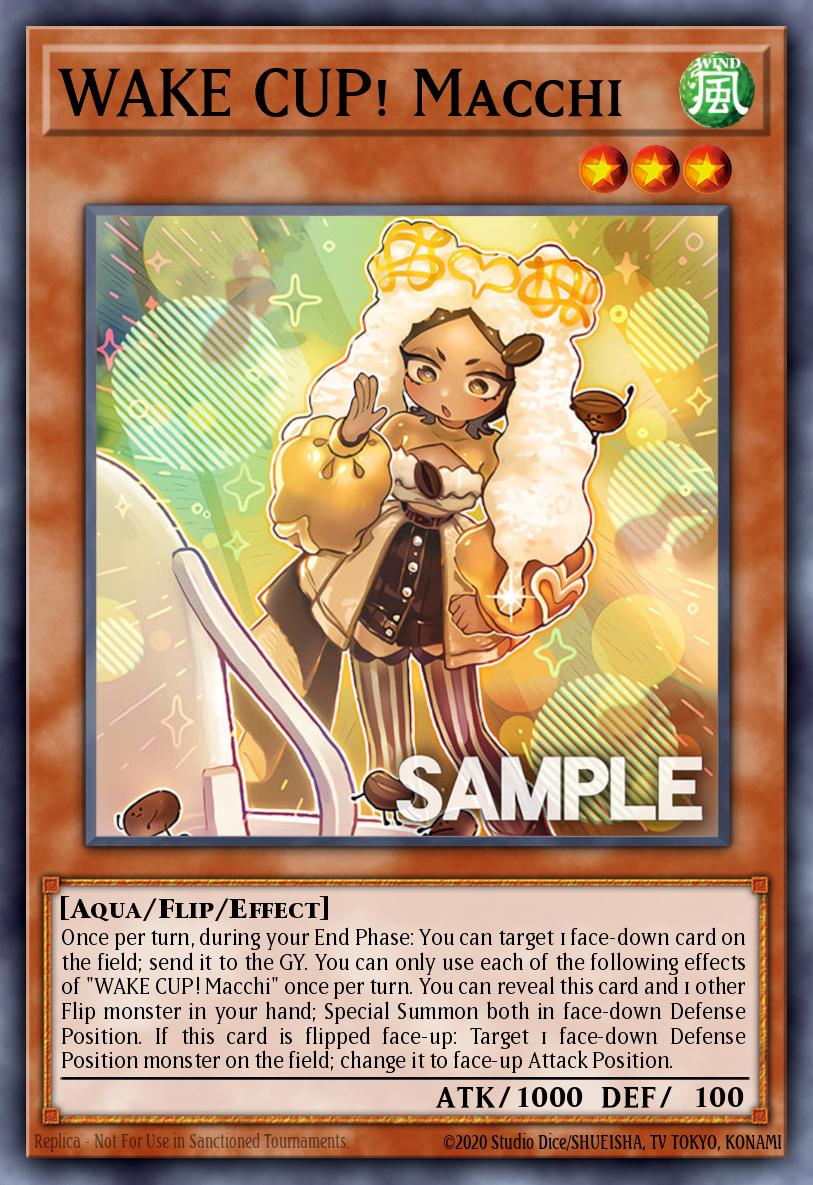 WAKE CUP! Macchi
WIND
風
SAMPLE
[Aqua/Flip/Effect]
Once per turn, during your End Phase: You can target 1 face-down card on
the field; send it to the GY. You can only use each of the following effects
of "WAKE CUP! Macchi" once per turn. You can reveal this card and 1 other
Flip monster in your hand; Special Summon both in face-down Defense
Position. If this card is flipped face-up: Target 1 face-down Defense
Position monster on the field; change it to face-up Attack Position.
ATK/1000 DEF/ 100
Replica - Not For Use in Sanctioned Tournaments.
©2020 Studio Dice/SHUEISHA, TV TOKYO, KONAMI